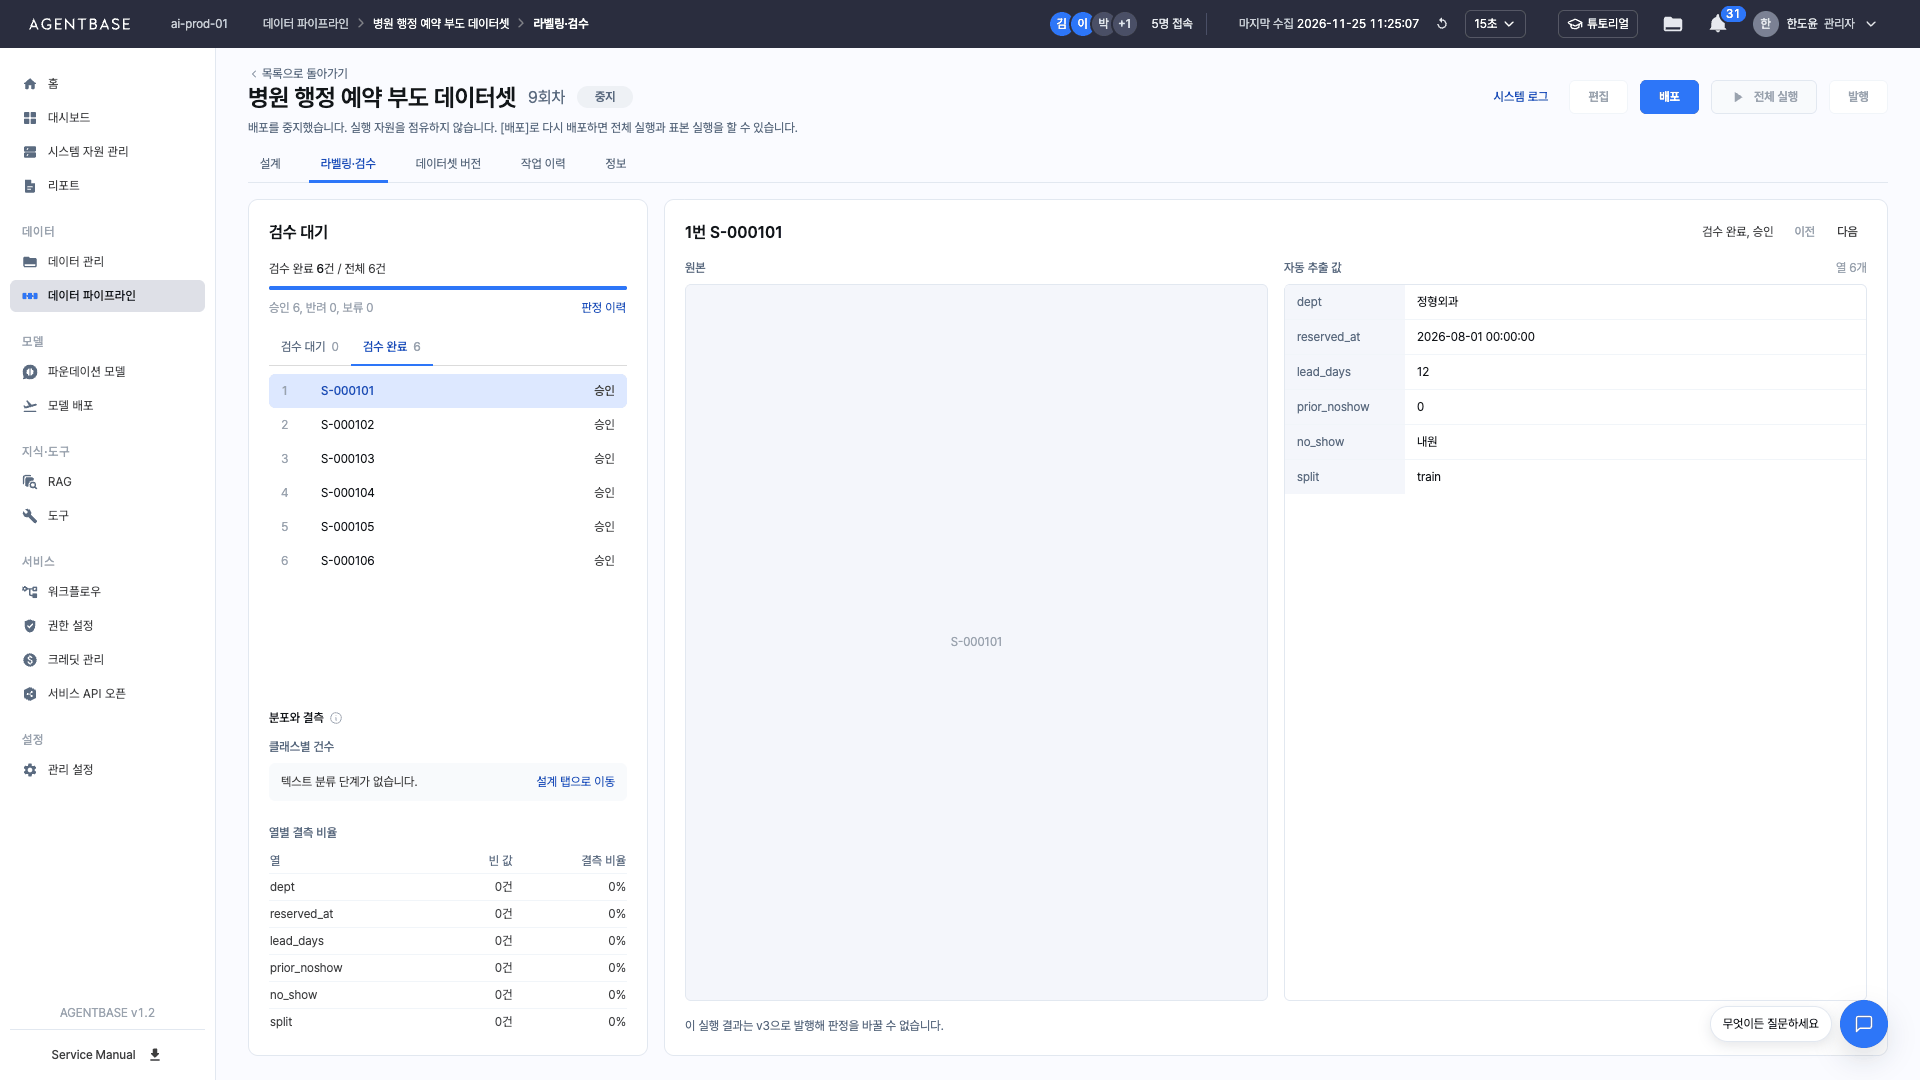 AGENTBASE
ai-prod-01
데이터 파이프라인
병원 행정 예약 부도 데이터셋
라벨링·검수
김 이 박 +1
5명 접속
마지막 수집 2026-11-25 11:25:07
15초
튜토리얼
31
한
한도윤 관리자
홈
대시보드
시스템 자원 관리
리포트
데이터
데이터 관리
데이터 파이프라인
모델
파운데이션 모델
모델 배포
지식·도구
RAG
도구
서비스
워크플로우
권한 설정
크레딧 관리
서비스 API 오픈
설정
관리 설정
AGENTBASE v1.2
Service Manual
목록으로 돌아가기
병원 행정 예약 부도 데이터셋 9회차 중지
시스템 로그
편집
배포
전체 실행
발행
배포를 중지했습니다. 실행 자원을 점유하지 않습니다. [배포]로 다시 배포하면 전체 실행과 표본 실행을 할 수 있습니다.
설계
라벨링·검수
데이터셋 버전
작업 이력
정보
검수 대기
검수 완료 6건 / 전체 6건
승인 6, 반려 0, 보류 0
판정 이력
검수 대기 0
검수 완료 6
1 S-000101 승인
2 S-000102 승인
3 S-000103 승인
4 S-000104 승인
5 S-000105 승인
6 S-000106 승인
분포와 결측
클래스별 건수
텍스트 분류 단계가 없습니다.
설계 탭으로 이동
열별 결측 비율
열 빈 값 결측 비율
dept 0건 0%
reserved_at 0건 0%
lead_days 0건 0%
prior_noshow 0건 0%
no_show 0건 0%
split 0건 0%
1번 S-000101
검수 완료, 승인
이전
다음
원본
S-000101
자동 추출 값
열 6개
dept 정형외과
reserved_at 2026-08-01 00:00:00
lead_days 12
prior_noshow 0
no_show 내원
split train
이 실행 결과는 v3으로 발행해 판정을 바꿀 수 없습니다.
무엇이든 질문하세요